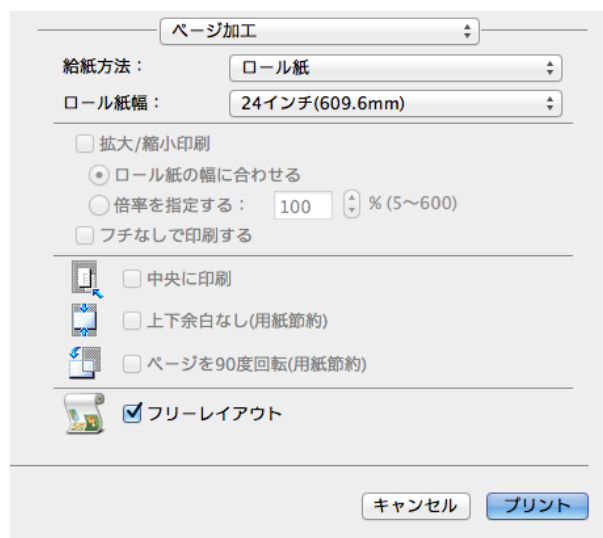 ページ加工
給紙方法： ロール紙
ロール紙幅： 24インチ(609.6mm)
拡大/縮小印刷
ロール紙の幅に合わせる
倍率を指定する： 100 % (5～600)
フチなしで印刷する
中央に印刷
上下余白なし(用紙節約)
ページを90度回転(用紙節約)
フリーレイアウト
キャンセル プリント